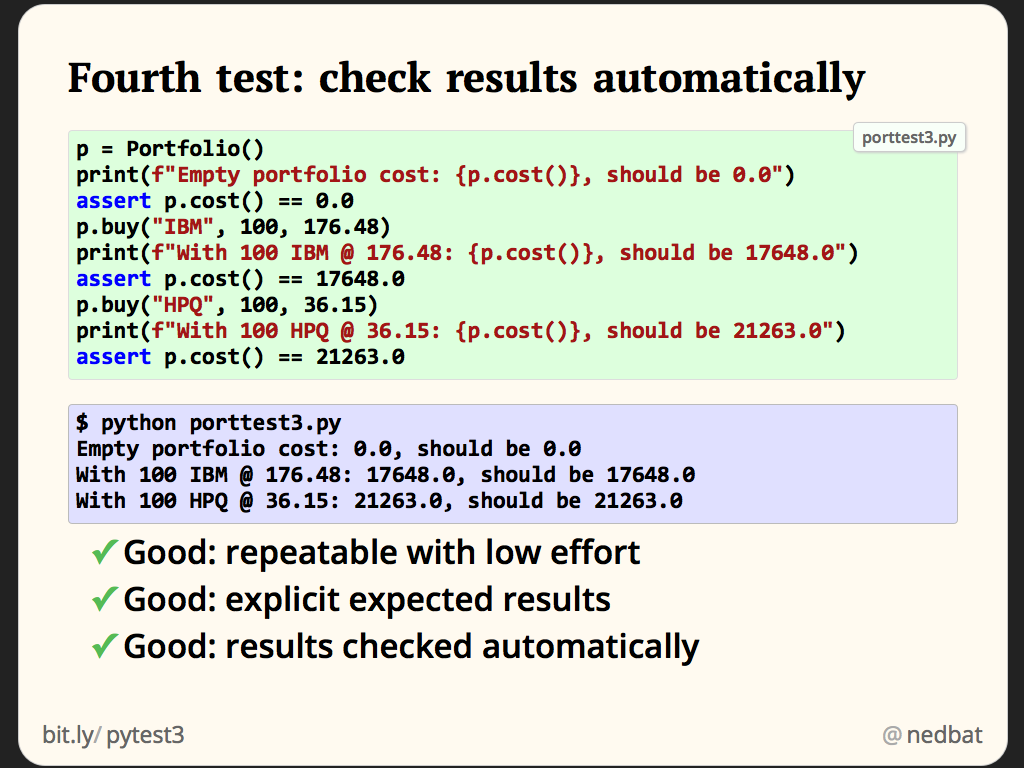 Fourth test: check results automatically
porttest3.py
p = Portfolio()
print(f"Empty portfolio cost: {p.cost()}, should be 0.0")
assert p.cost() == 0.0
p.buy("IBM", 100, 176.48)
print(f"With 100 IBM @ 176.48: {p.cost()}, should be 17648.0")
assert p.cost() == 17648.0
p.buy("HPQ", 100, 36.15)
print(f"With 100 HPQ @ 36.15: {p.cost()}, should be 21263.0")
assert p.cost() == 21263.0
$ python porttest3.py
Empty portfolio cost: 0.0, should be 0.0
With 100 IBM @ 176.48: 17648.0, should be 17648.0
With 100 HPQ @ 36.15: 21263.0, should be 21263.0
✓ Good: repeatable with low effort
✓ Good: explicit expected results
✓ Good: results checked automatically
bit.ly/pytest3
@nedbat